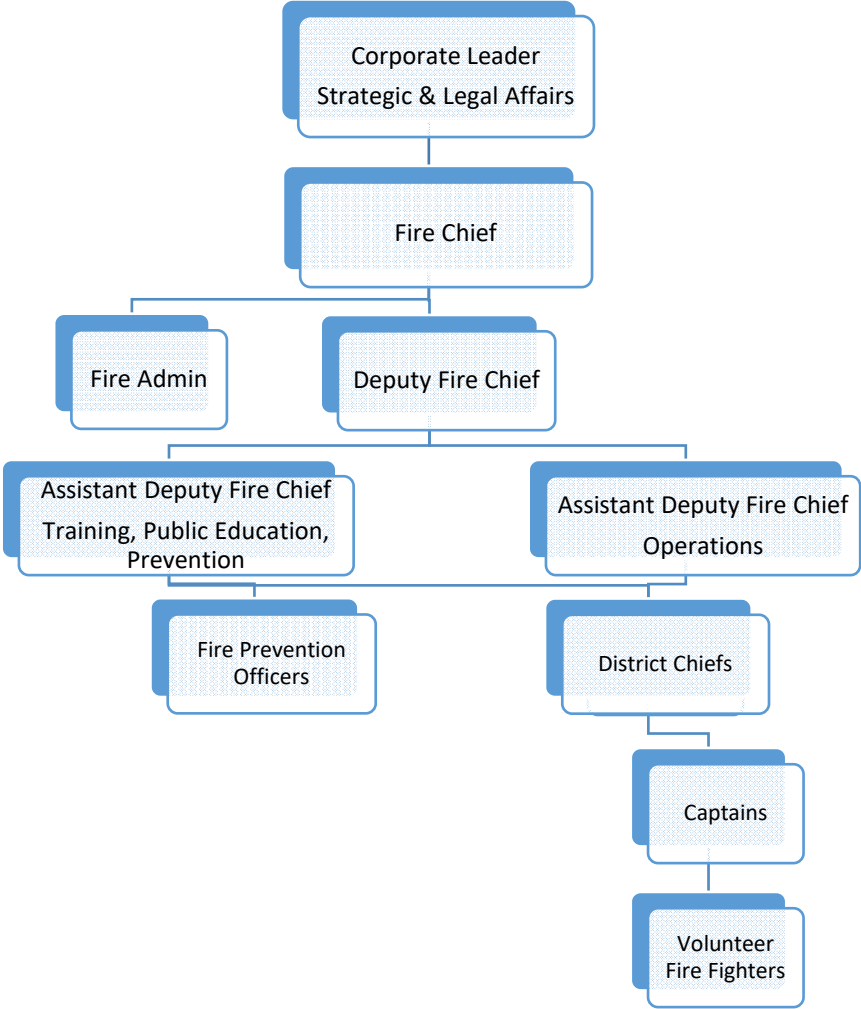 Corporate Leader
Strategic & Legal Affairs
Fire Chief
Fire Admin
Deputy Fire Chief
Assistant Deputy Fire Chief
Training, Public Education,
Prevention
Assistant Deputy Fire Chief
Operations
Fire Prevention
Officers
District Chiefs
Captains
Volunteer
Fire Fighters